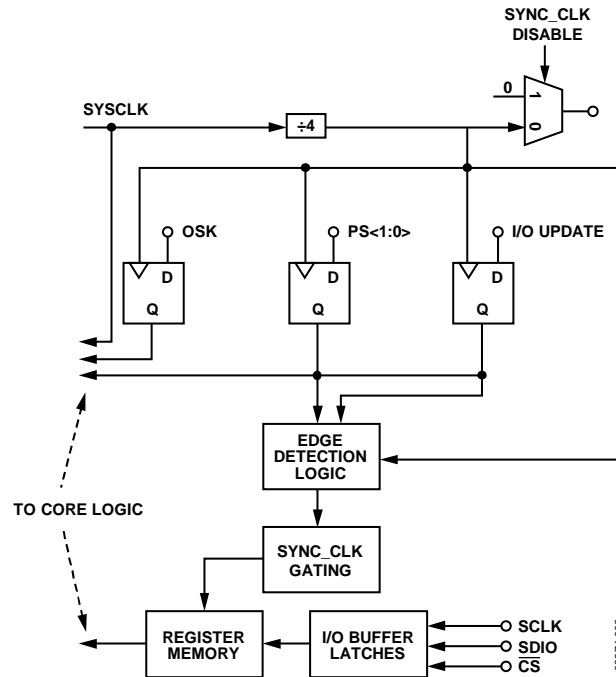 SYNC_CLK
DISABLE
0
1
SYSCLK
÷4
0
OSK
PS<1:0>
I/O UPDATE
D
D
D
Q
Q
Q
EDGE
DETECTION
LOGIC
TO CORE LOGIC
SYNC_CLK
GATING
REGISTER
MEMORY
I/O BUFFER
LATCHES
SCLK
SDIO
CS